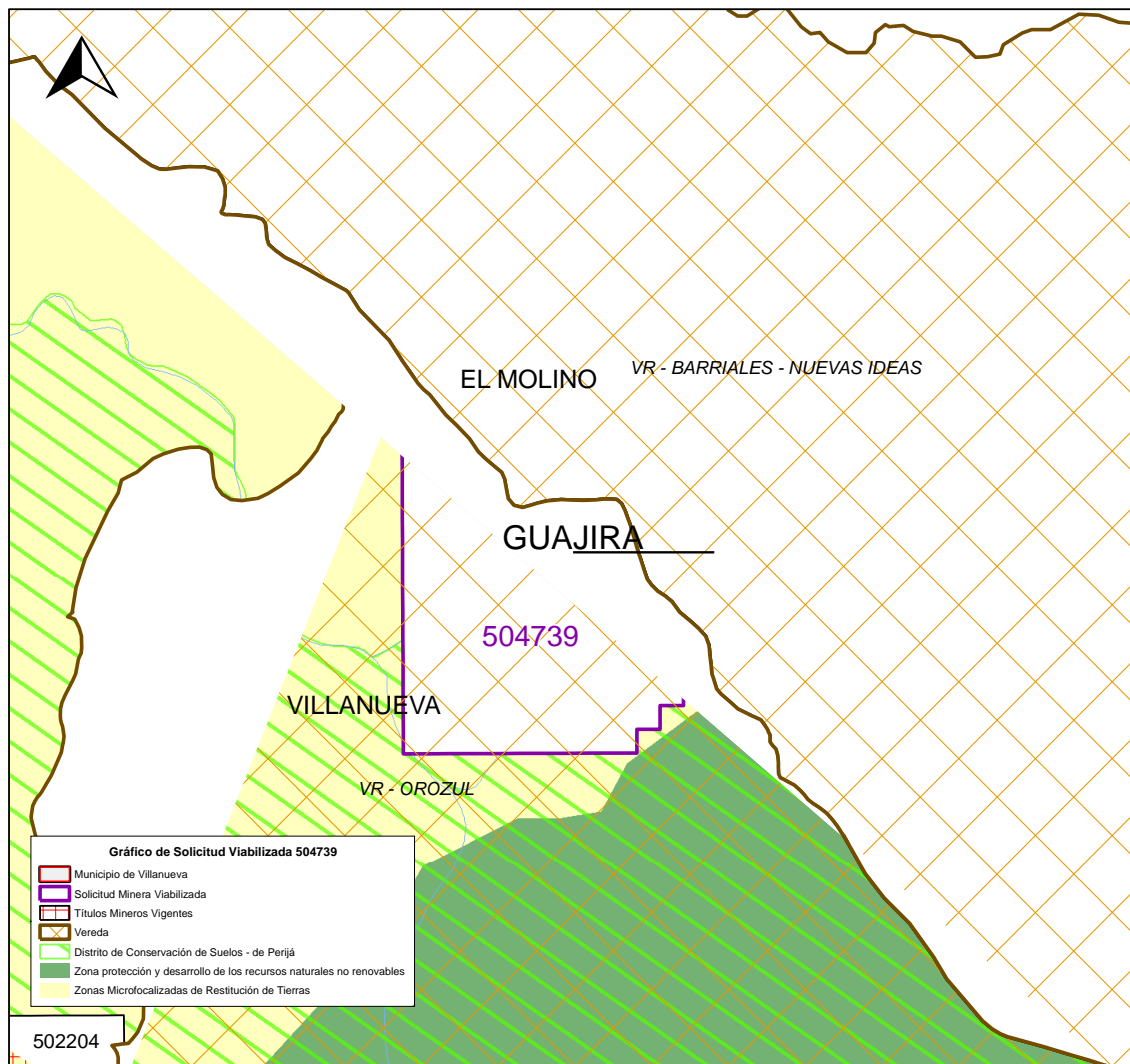 EL MOLINO
VR - BARRIALES - NUEVAS IDEAS
GUAJIRA
504739
VILLANUEVA
VR - OROZUL
Gráfico de Solicitud Viabilizada 504739
Municipio de Villanueva
Solicitud Minera Viabilizada
Títulos Mineros Vigentes
Vereda
Distrito de Conservación de Suelos - de Perijá
Zona protección y desarrollo de los recursos naturales no renovables
Zonas Microfocalizadas de Restitución de Tierras
502204